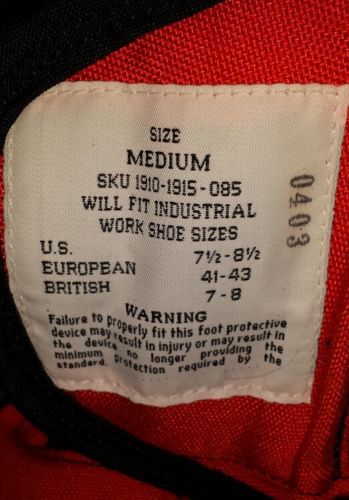 SIZE
MEDIUM
SKU 1910-1915-085
WILL FIT INDUSTRIAL
WORK SHOE SIZES
U.S. 7½-8½
EUROPEAN 41-43
BRITISH 7-8
WARNING
Failure to properly fit this foot protective
device may result in injury or may result in
the device no longer providing the
minimum protection required by the
standard.
0403